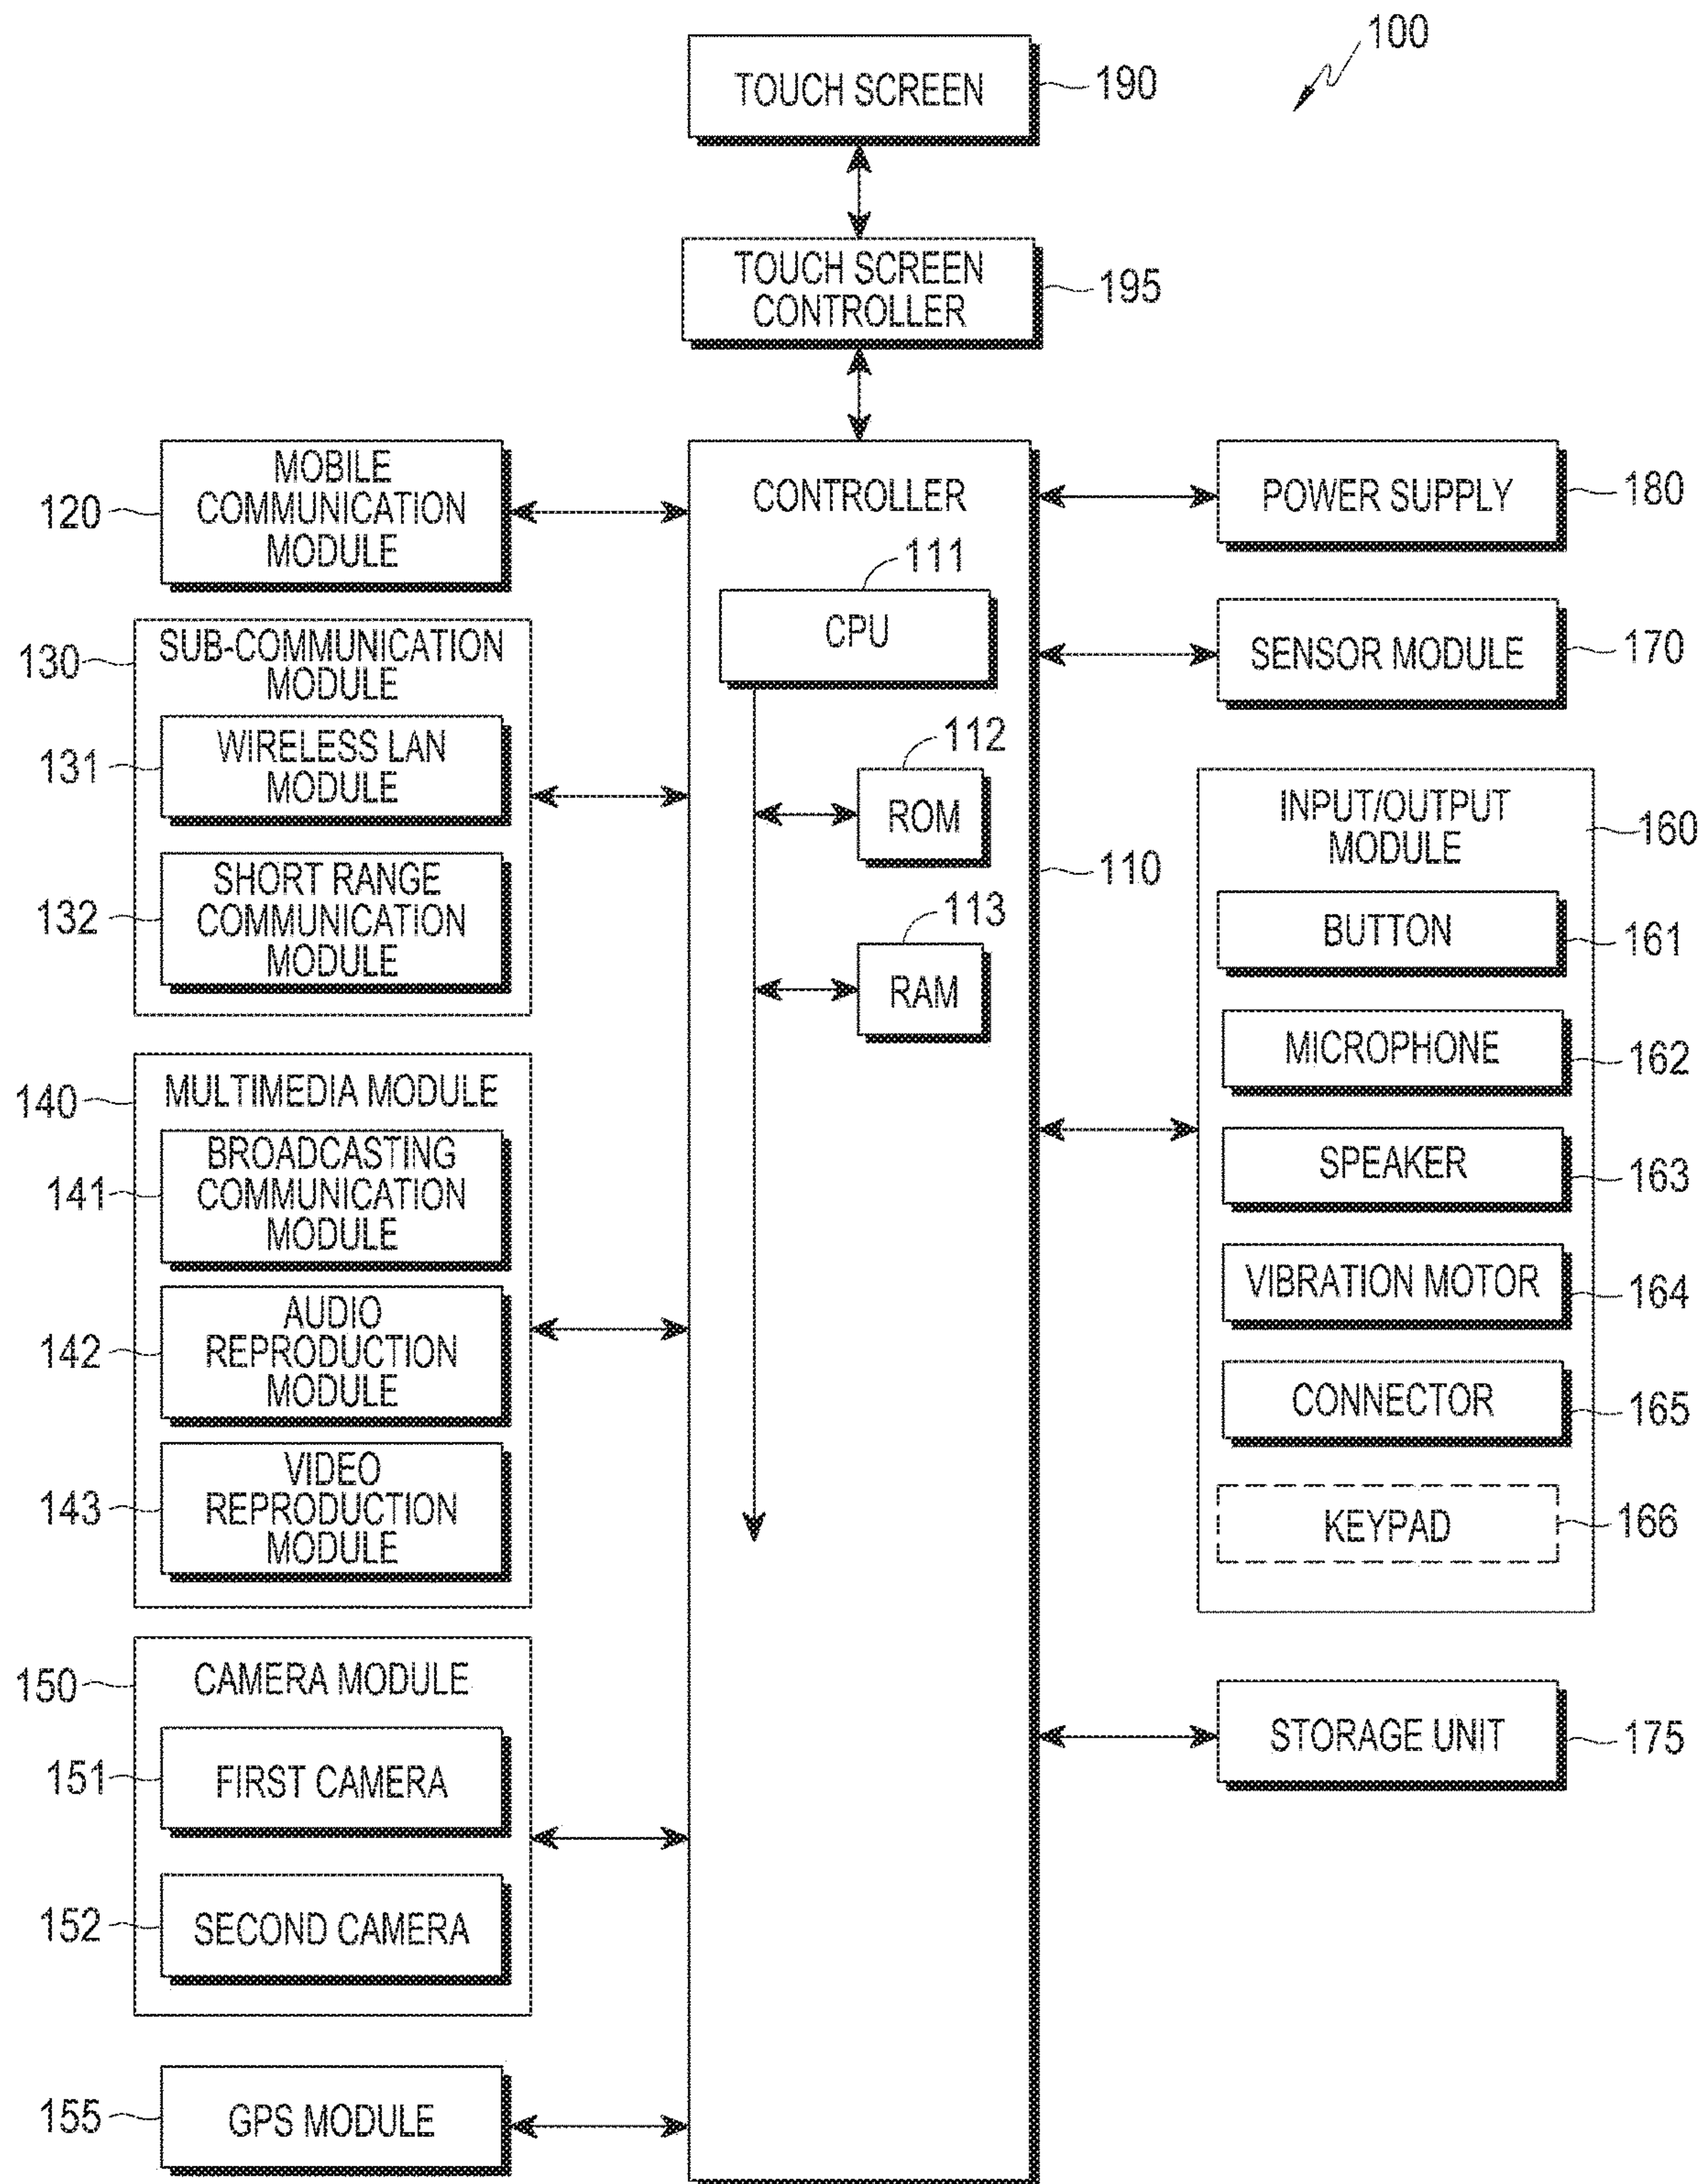 100
TOUCH SCREEN
190
TOUCH SCREEN
CONTROLLER
195
MOBILE
COMMUNICATION
MODULE
120
SUB-COMMUNICATION
MODULE
130
WIRELESS LAN
MODULE
131
SHORT RANGE
COMMUNICATION
MODULE
132
MULTIMEDIA MODULE
140
BROADCASTING
COMMUNICATION
MODULE
141
AUDIO
REPRODUCTION
MODULE
142
VIDEO
REPRODUCTION
MODULE
143
CAMERA MODULE
150
FIRST CAMERA
151
SECOND CAMERA
152
GPS MODULE
155
CONTROLLER
110
111
CPU
112
ROM
113
RAM
POWER SUPPLY
180
SENSOR MODULE
170
INPUT/OUTPUT
MODULE
160
BUTTON
161
MICROPHONE
162
SPEAKER
163
VIBRATION MOTOR
164
CONNECTOR
165
KEYPAD
166
STORAGE UNIT
175